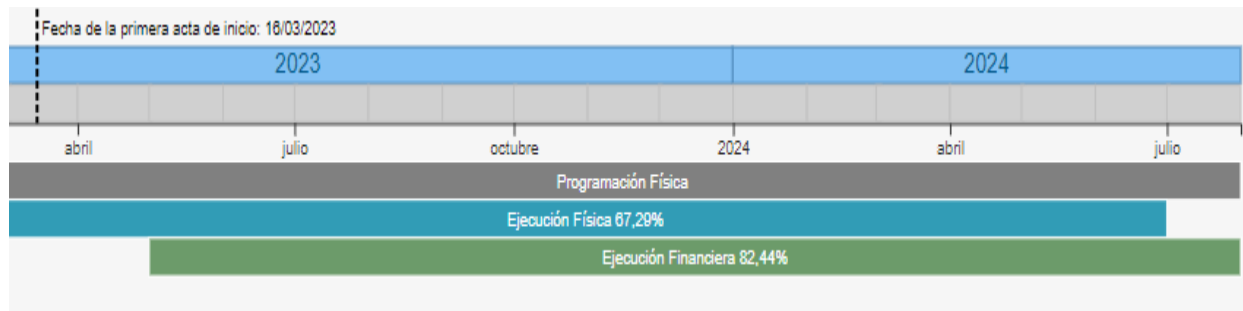 Fecha de la primera acta de inicio: 16/03/2023
2023 2024
abril julio octubre 2024 abril julio
Programación Física
Ejecución Física 67,29%
Ejecución Financiera 82,44%